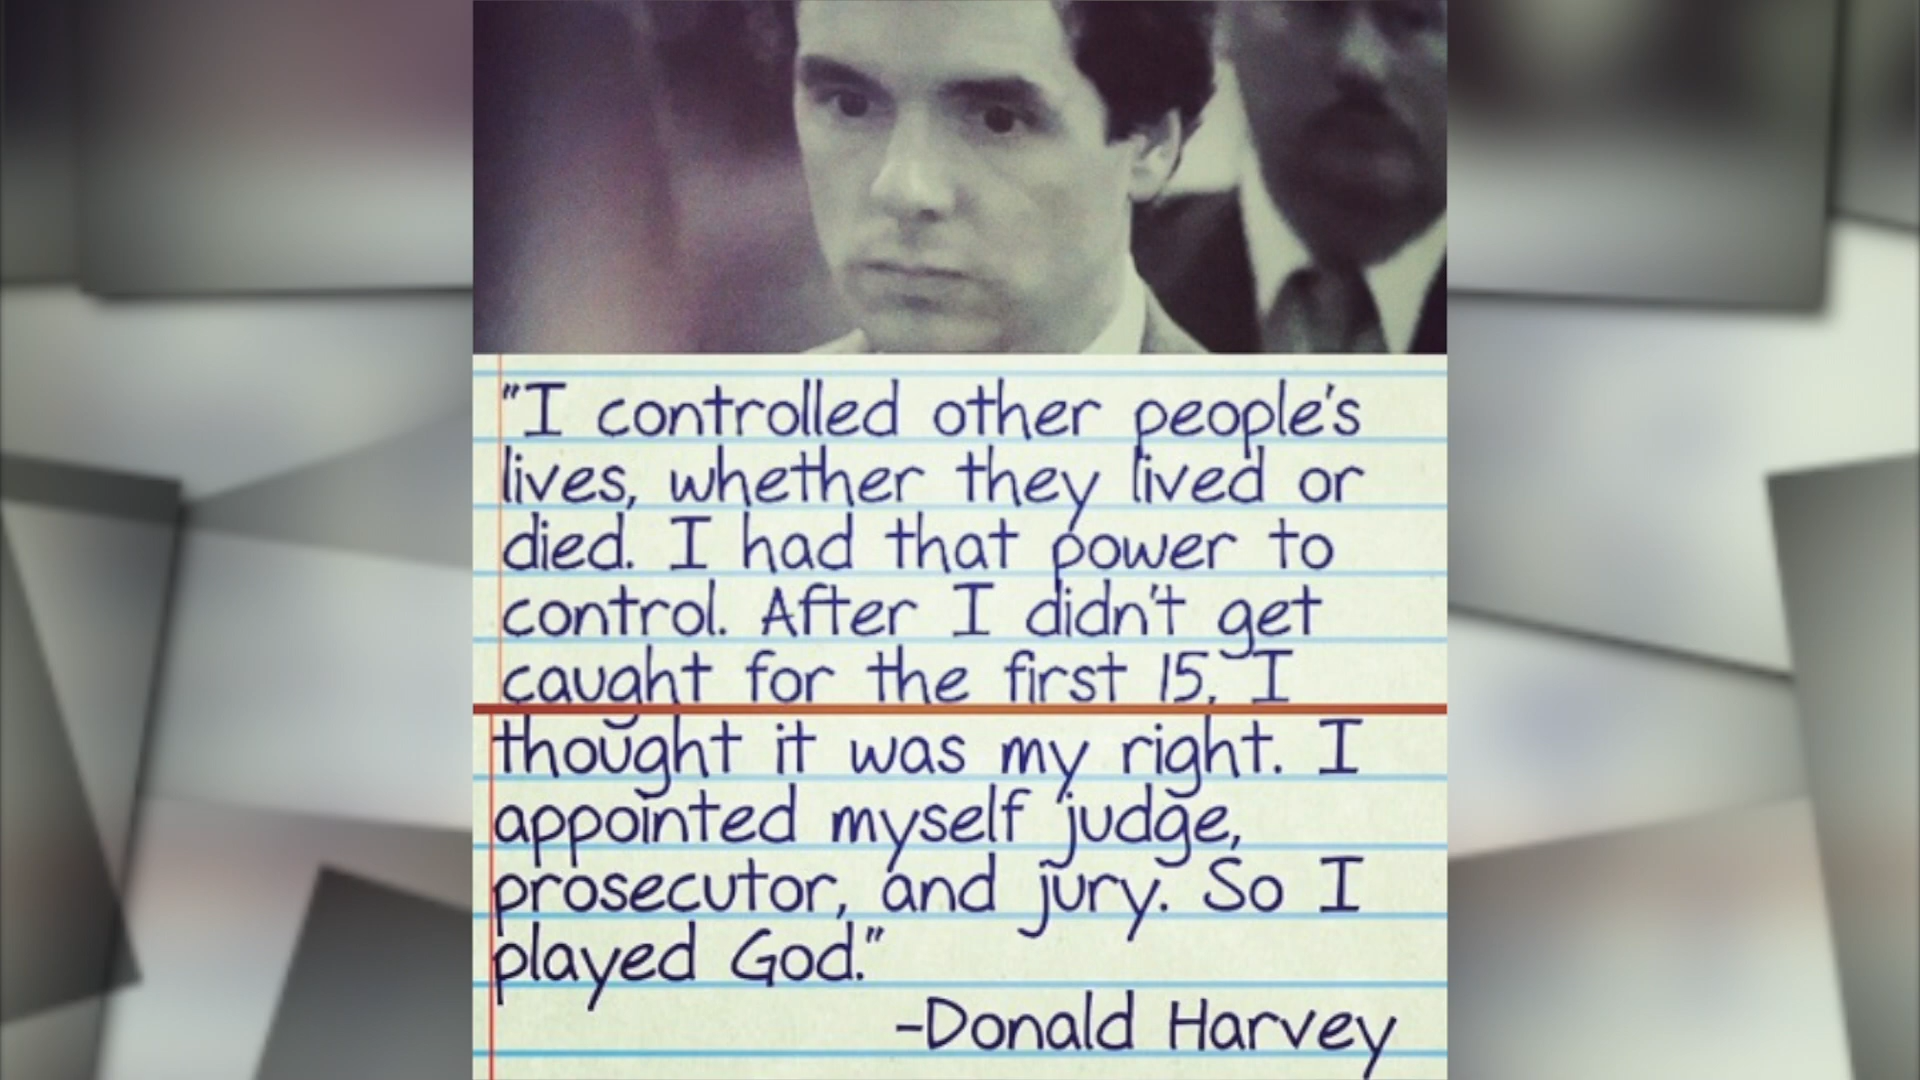 "I controlled other people's
lives, whether they lived or
died. I had that power to
control. After I didn't get
caught for the first 15, I
thought it was my right. I
appointed myself judge,
prosecutor, and jury. So I
played God."
-Donald Harvey